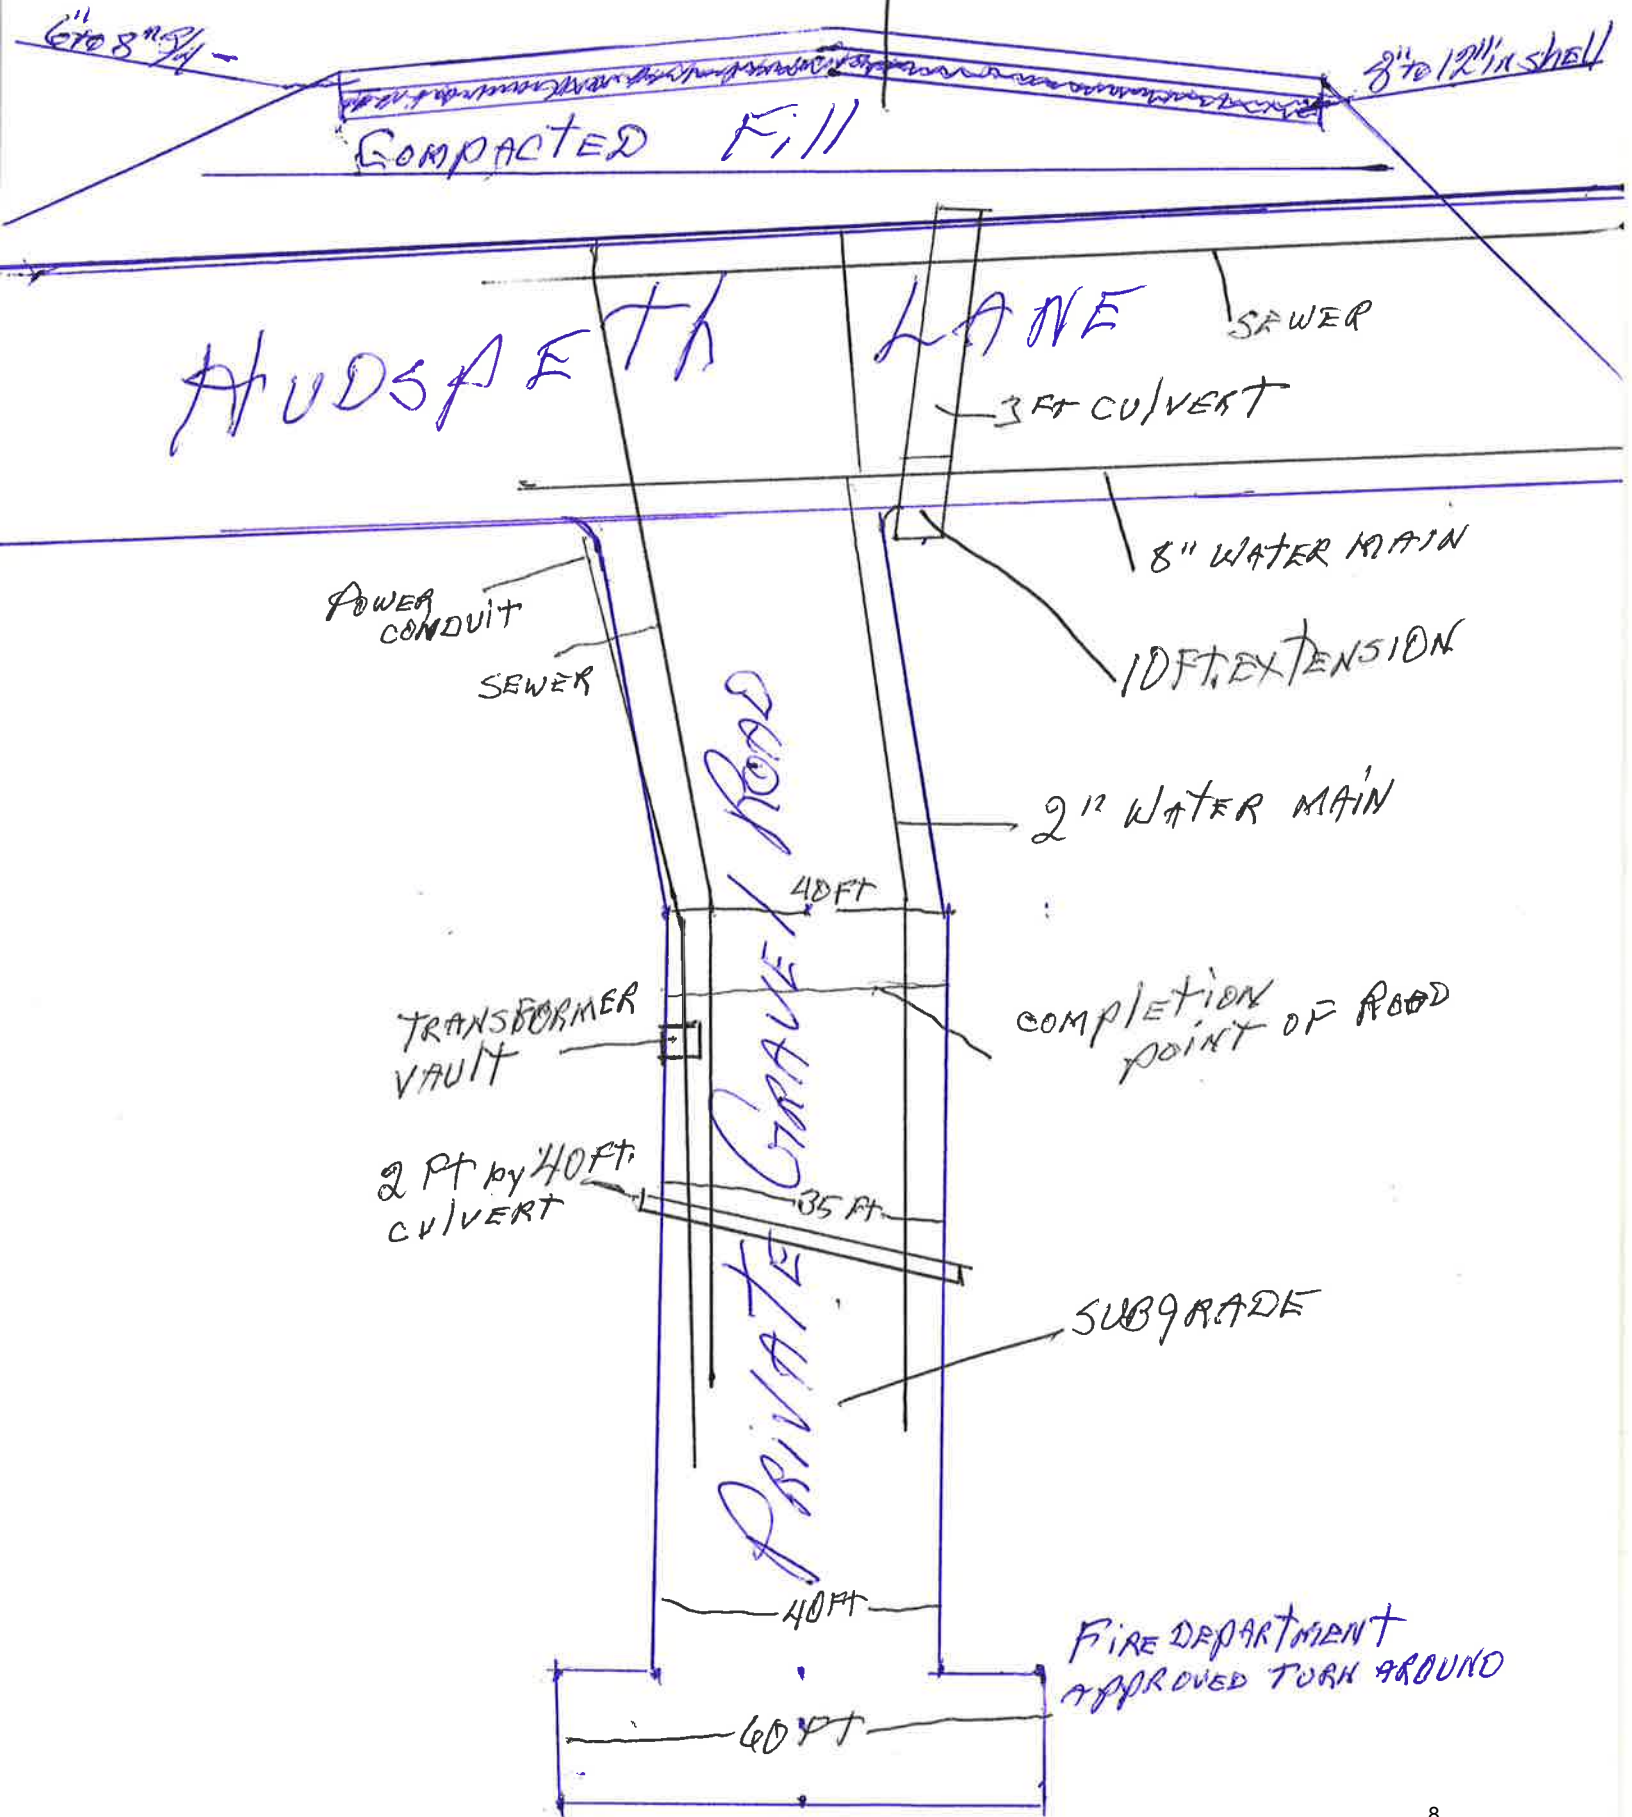 6" TO 8" 3/4 -
8" TO 12" IN SHELL
COMPACTED Fill
HUDSPETH LANE
SEWER
3 FT CULVERT
8" WATER MAIN
POWER
CONDUIT
SEWER
10 FT. EXTENSION
2" WATER MAIN
40 FT
PRIVATE GRAVEL ROAD
TRANSFORMER
VAULT
COMPLETION
POINT OF ROAD
2 FT by 40 FT.
CULVERT
35 FT.
SUBGRADE
40 FT
FIRE DEPARTMENT
APPROVED TURN AROUND
60 FT
8